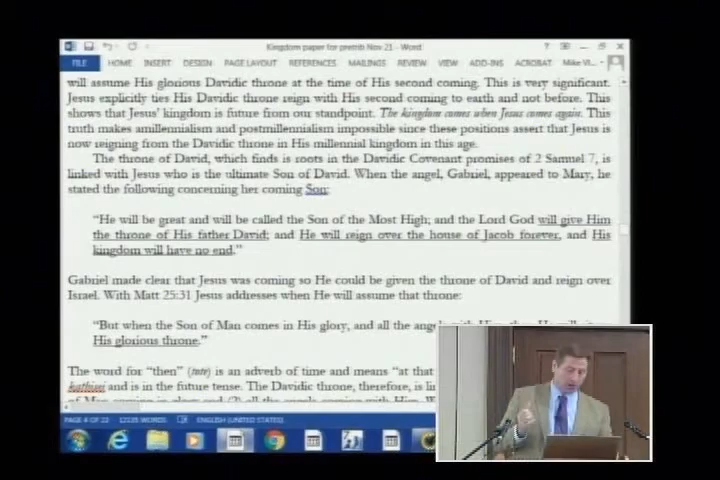 Kingdom paper for pretrib Nov 21 - Word
FILE HOME INSERT DESIGN PAGE LAYOUT REFERENCES MAILINGS REVIEW VIEW ADD-INS ACROBAT Mike
will assume His glorious Davidic throne at the time of His second coming. This is very significant.
Jesus explicitly ties His Davidic throne reign with His second coming to earth and not before. This
shows that Jesus' kingdom is future from our standpoint. The kingdom comes when Jesus comes again. This
truth makes amillennialism and postmillennialism impossible since these positions assert that Jesus is
now reigning from the Davidic throne in His millennial kingdom in this age.
The throne of David, which finds is roots in the Davidic Covenant promises of 2 Samuel 7, is
linked with Jesus who is the ultimate Son of David. When the angel, Gabriel, appeared to Mary, he
stated the following concerning her coming Son:
“He will be great and will be called the Son of the Most High; and the Lord God will give Him
the throne of His father David; and He will reign over the house of Jacob forever, and His
kingdom will have no end.”
Gabriel made clear that Jesus was coming so He could be given the throne of David and reign over
Israel. With Matt 25:31 Jesus addresses when He will assume that throne:
“But when the Son of Man comes in His glory, and all the
His glorious throne.”
The word for “then” (tote) is an adverb of time and means “at that
and is in the future tense. The Davidic throne, therefore, is
PAGE 4 OF 22 WORDS ENGLISH (UNITED STATES)